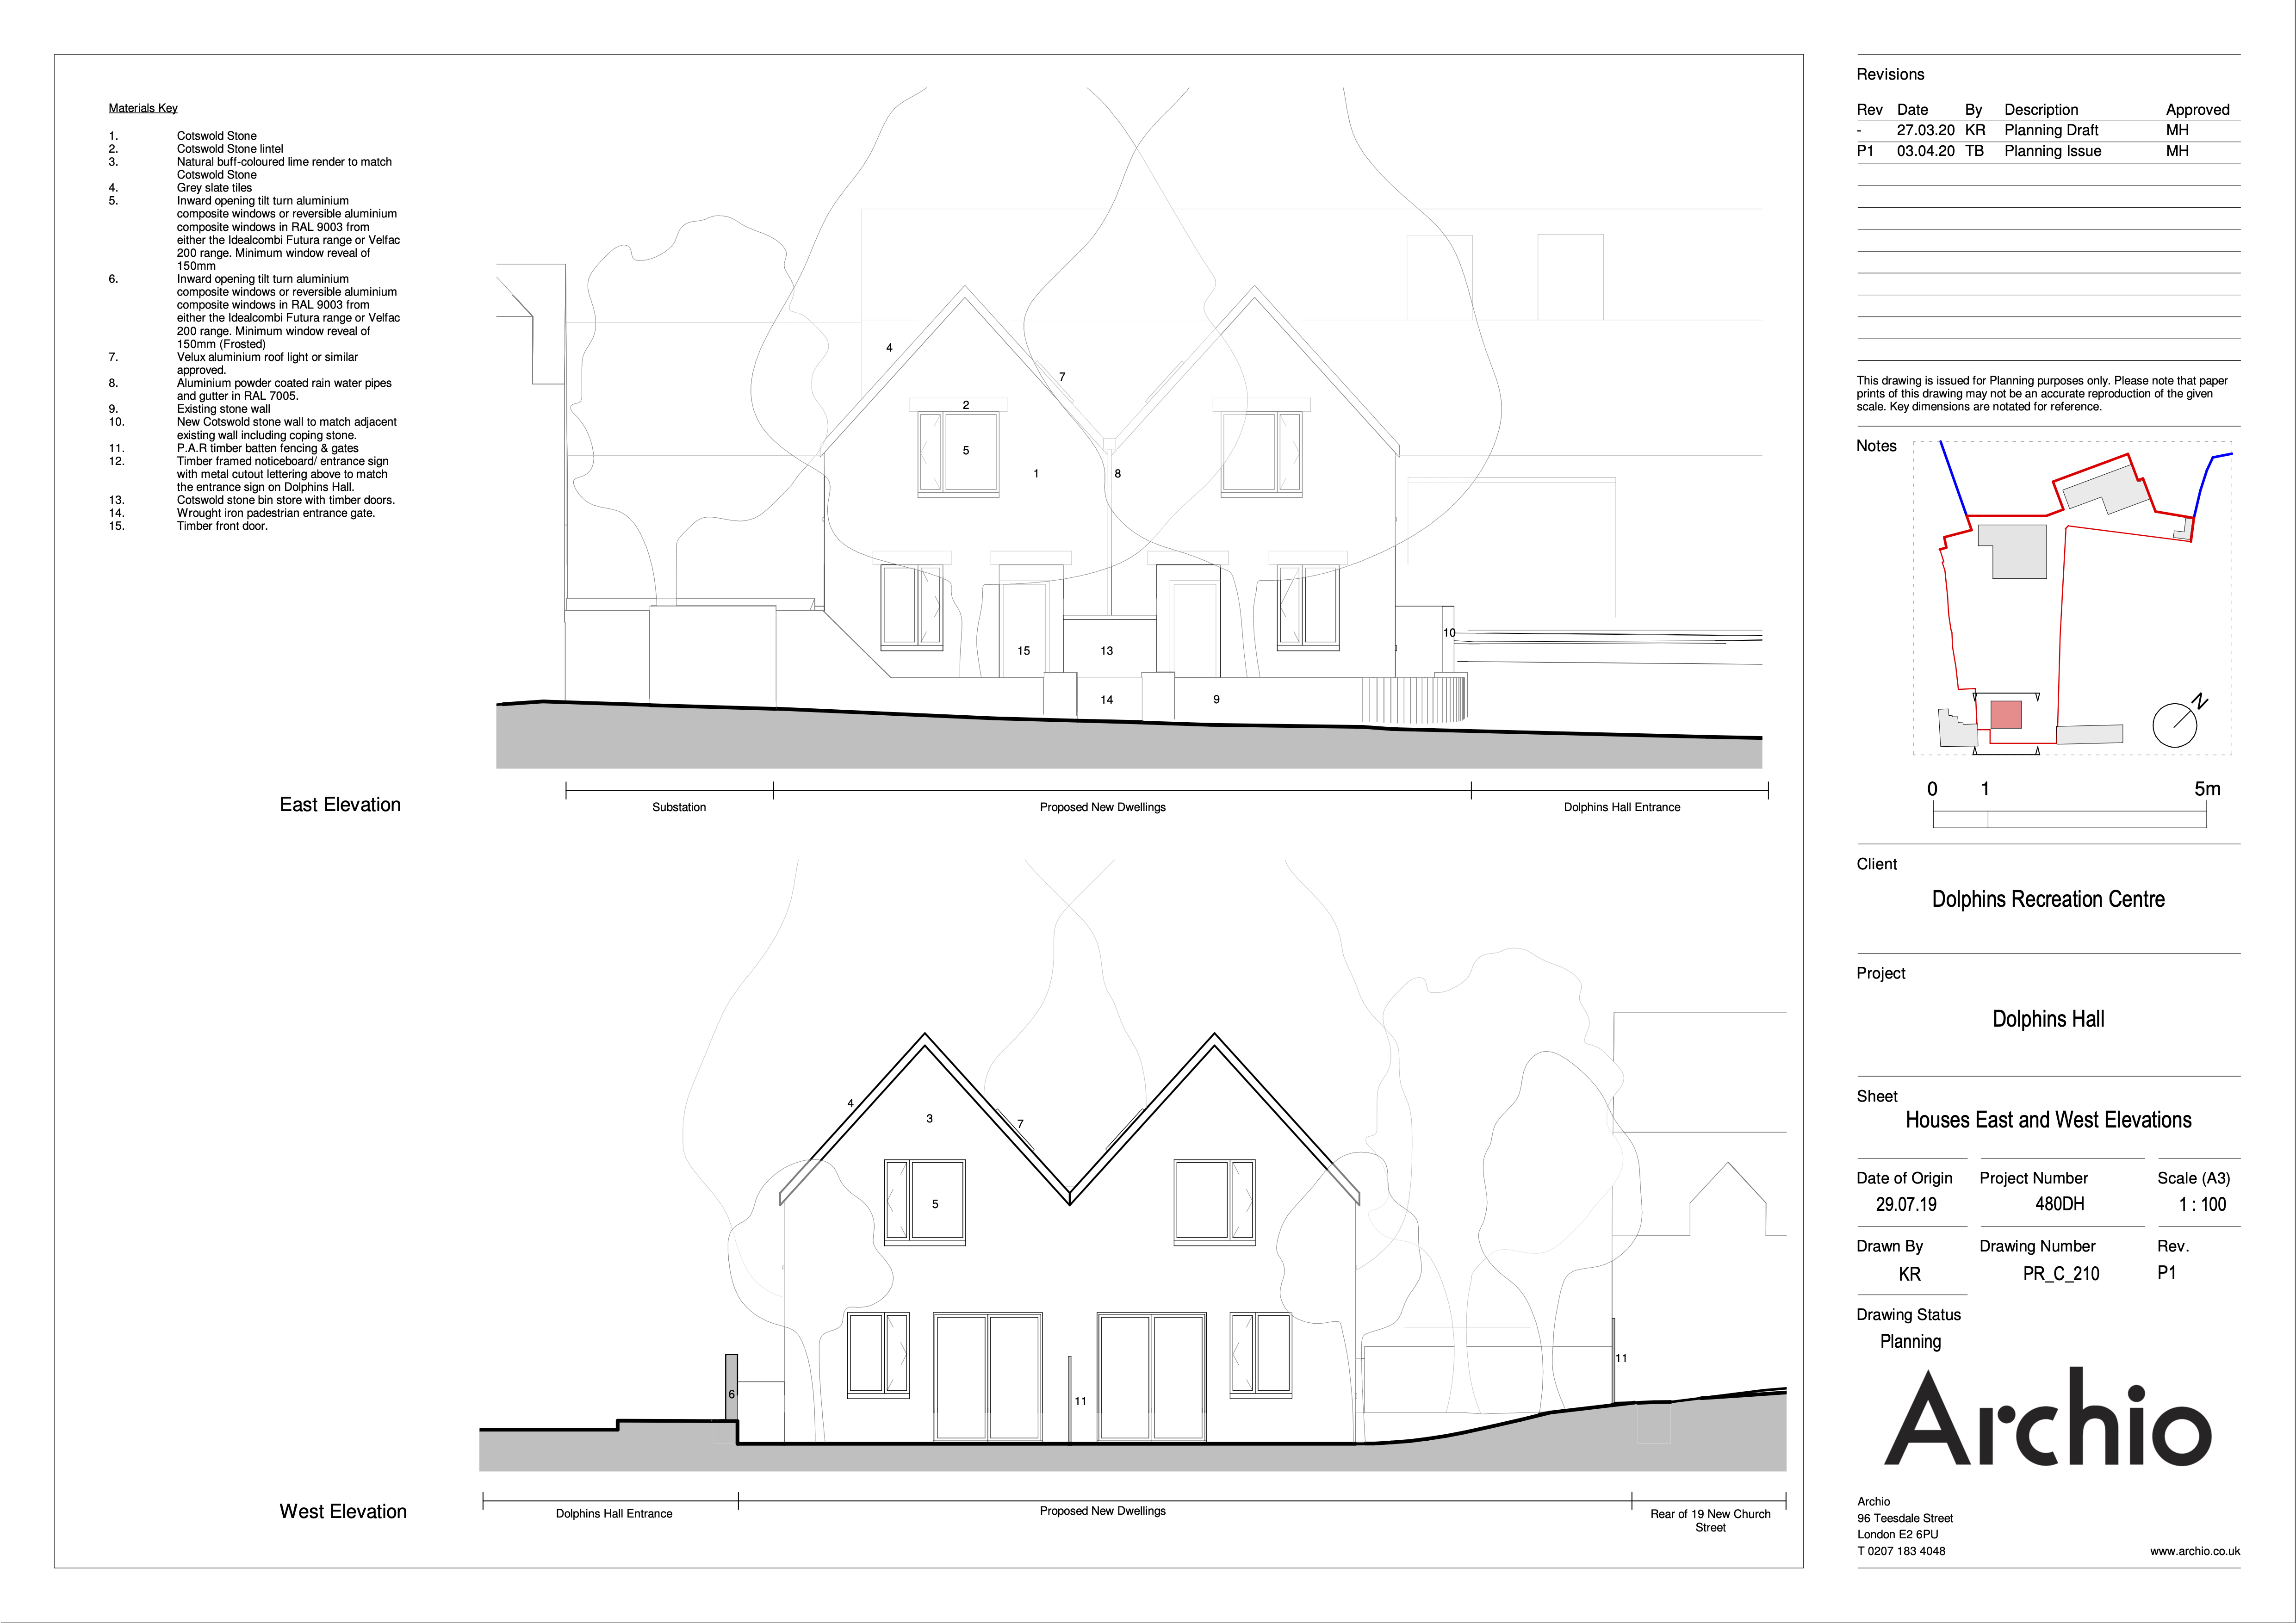 Materials Key
1. Cotswold Stone
2. Cotswold Stone lintel
3. Natural buff-coloured lime render to match
Cotswold Stone
4. Grey slate tiles
5. Inward opening tilt turn aluminium
composite windows or reversible aluminium
composite windows in RAL 9003 from
either the Idealcombi Futura range or Velfac
200 range. Minimum window reveal of
150mm
6. Inward opening tilt turn aluminium
composite windows or reversible aluminium
composite windows in RAL 9003 from
either the Idealcombi Futura range or Velfac
200 range. Minimum window reveal of
150mm (Frosted)
7. Velux aluminium roof light or similar
approved.
8. Aluminium powder coated rain water pipes
and gutter in RAL 7005.
9. Existing stone wall
10. New Cotswold stone wall to match adjacent
existing wall including coping stone.
11. P.A.R timber batten fencing & gates
12. Timber framed noticeboard/ entrance sign
with metal cutout lettering above to match
the entrance sign on Dolphins Hall.
13. Cotswold stone bin store with timber doors.
14. Wrought iron padestrian entrance gate.
15. Timber front door.
4
7
2
5
1
8
10
15
13
14
9
East Elevation
Substation
Proposed New Dwellings
Dolphins Hall Entrance
4
3
7
5
11
6
11
West Elevation
Dolphins Hall Entrance
Proposed New Dwellings
Rear of 19 New Church
Street
Revisions
Rev Date By Description Approved
- 27.03.20 KR Planning Draft MH
P1 03.04.20 TB Planning Issue MH
This drawing is issued for Planning purposes only. Please note that paper
prints of this drawing may not be an accurate reproduction of the given
scale. Key dimensions are notated for reference.
Notes
N
0 1 5m
Client
Dolphins Recreation Centre
Project
Dolphins Hall
Sheet
Houses East and West Elevations
Date of Origin Project Number Scale (A3)
29.07.19 480DH 1 : 100
Drawn By Drawing Number Rev.
KR PR_C_210 P1
Drawing Status
Planning
Archio
Archio
96 Teesdale Street
London E2 6PU
T 0207 183 4048 www.archio.co.uk